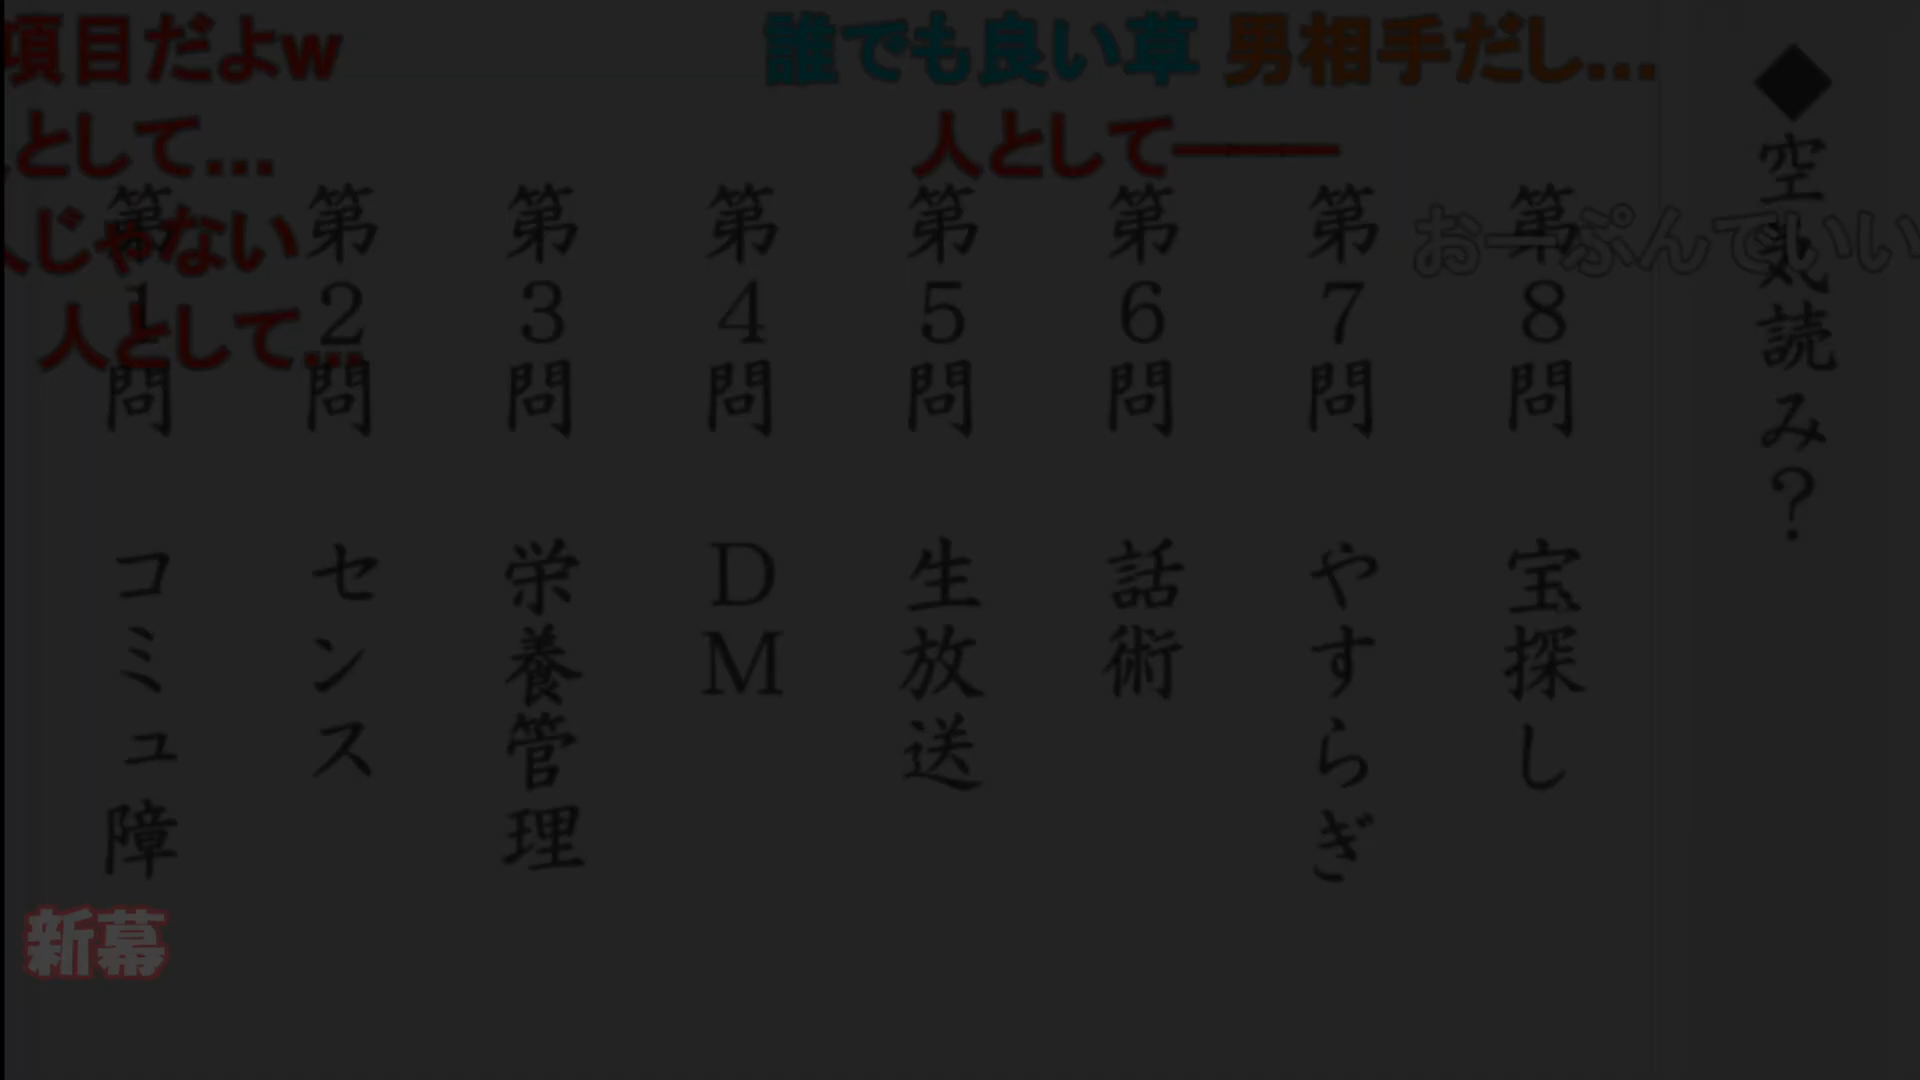 項目だよw
誰でも良い草
男相手だし…
として…
人として───
人じゃない
おーぷんでいい
人として…
◆空気読み？
第8問 宝探し
第7問 やすらぎ
第6問 話術
第5問 生放送
第4問 DM
第3問 栄養管理
第2問 センス
第1問 コミュ障
新幕